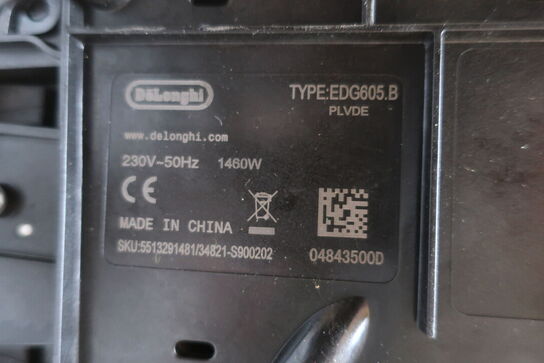 DeLonghi
TYPE:EDG605.B
PLVDE
www.delonghi.com
230V~50Hz 1460W
CE
MADE IN CHINA
SKU:5513291481/34821-S900202
04843500D